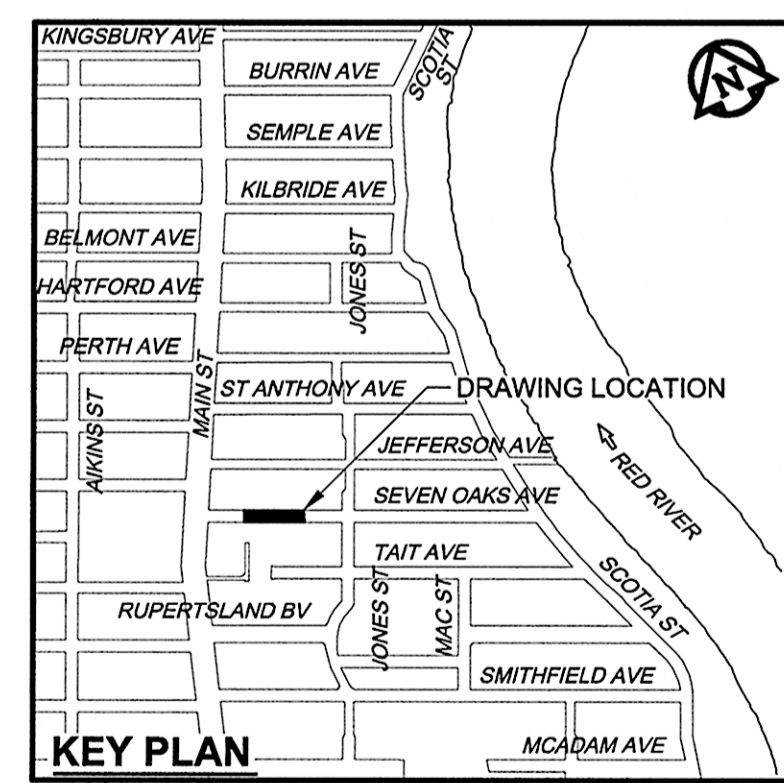 KINGSBURY AVE
BURRIN AVE
SCOTIA
ST
N
SEMPLE AVE
KILBRIDE AVE
BELMONT AVE
JONES ST
HARTFORD AVE
PERTH AVE
MAIN ST
ST ANTHONY AVE
DRAWING LOCATION
AIKINS ST
JEFFERSON AVE
RED RIVER
SEVEN OAKS AVE
TAIT AVE
SCOTIA ST
RUPERTSLAND BV
JONES ST
MAC ST
SMITHFIELD AVE
KEY PLAN
MCADAM AVE